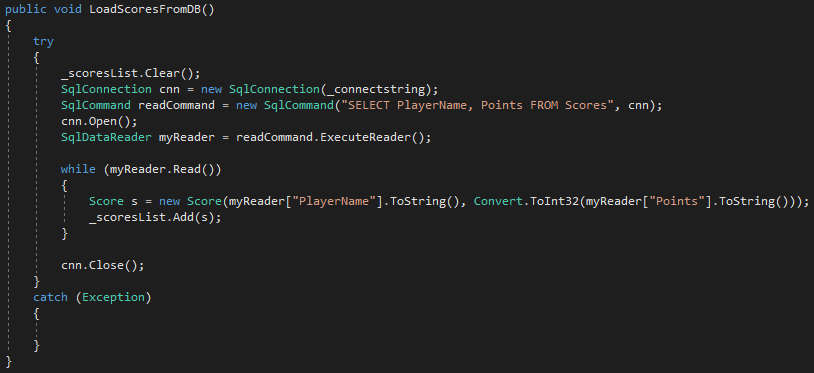 public void LoadScoresFromDB()
{
try
{
_scoresList.Clear();
SqlConnection cnn = new SqlConnection(_connectstring);
SqlCommand readCommand = new SqlCommand("SELECT PlayerName, Points FROM Scores", cnn);
cnn.Open();
SqlDataReader myReader = readCommand.ExecuteReader();
while (myReader.Read())
{
Score s = new Score(myReader["PlayerName"].ToString(), Convert.ToInt32(myReader["Points"].ToString()));
_scoresList.Add(s);
}
cnn.Close();
}
catch (Exception)
{
}
}